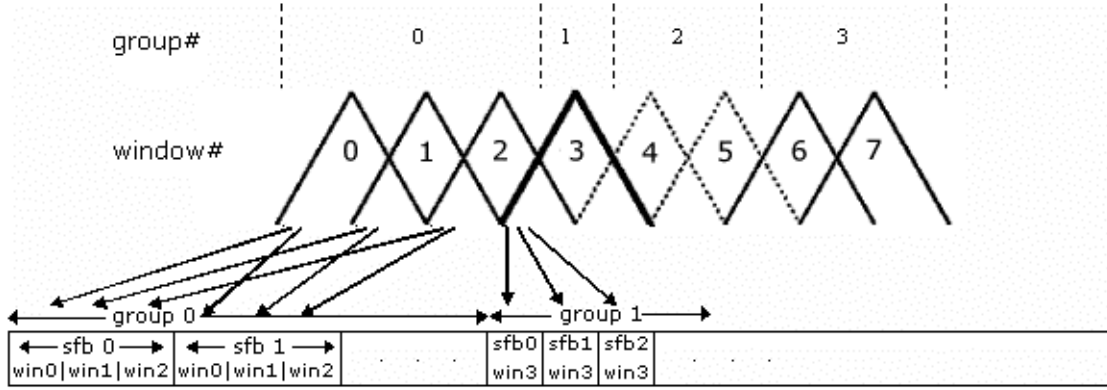 group# 0 1 2 3
window# 0 1 2 3 4 5 6 7
group 0 group 1
sfb 0 sfb 1 sfb0 sfb1 sfb2
win0|win1|win2 win0|win1|win2 . . . win3 win3 win3 . . .